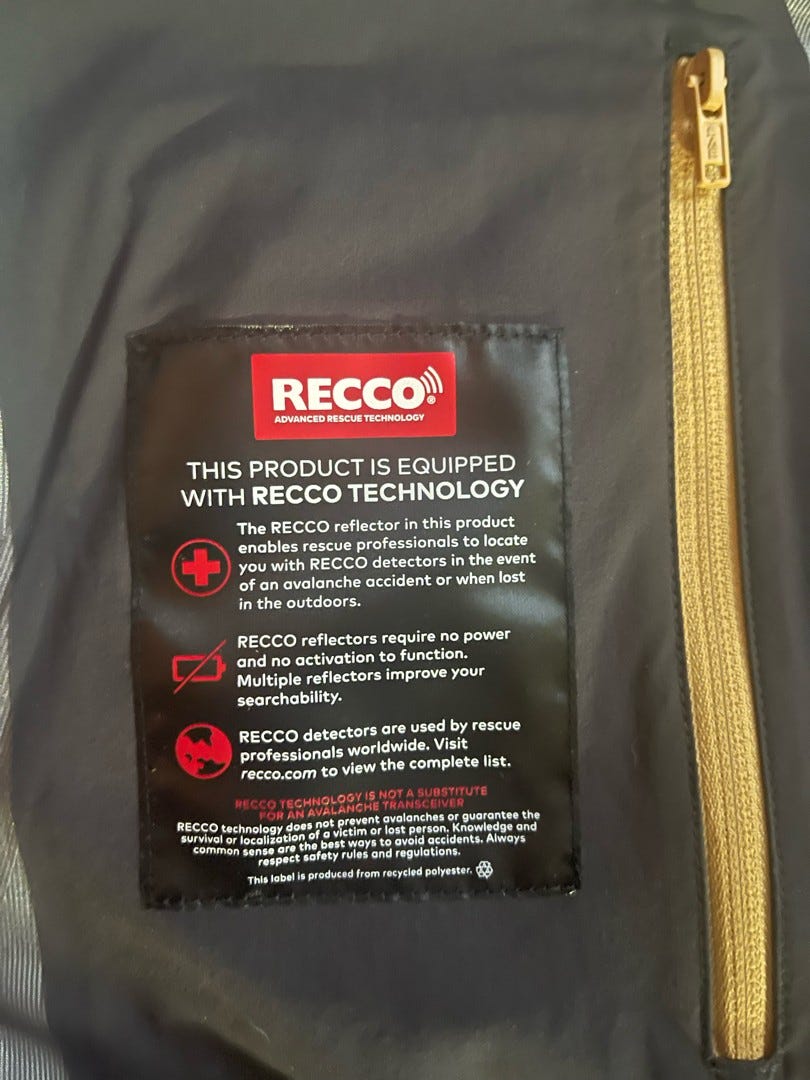 RECCO®
ADVANCED RESCUE TECHNOLOGY
THIS PRODUCT IS EQUIPPED
WITH RECCO TECHNOLOGY
The RECCO reflector in this product
enables rescue professionals to locate
you with RECCO detectors in the event
of an avalanche accident or when lost
in the outdoors.
RECCO reflectors require no power
and no activation to function.
Multiple reflectors improve your
searchability.
RECCO detectors are used by rescue
professionals worldwide. Visit
recco.com to view the complete list.
RECCO TECHNOLOGY IS NOT A SUBSTITUTE
FOR AN AVALANCHE TRANSCEIVER
RECCO technology does not prevent avalanches or guarantee the
survival or localization of a victim or lost person. Knowledge and
common sense are the best ways to avoid accidents. Always
respect safety rules and regulations.
This label is produced from recycled polyester.